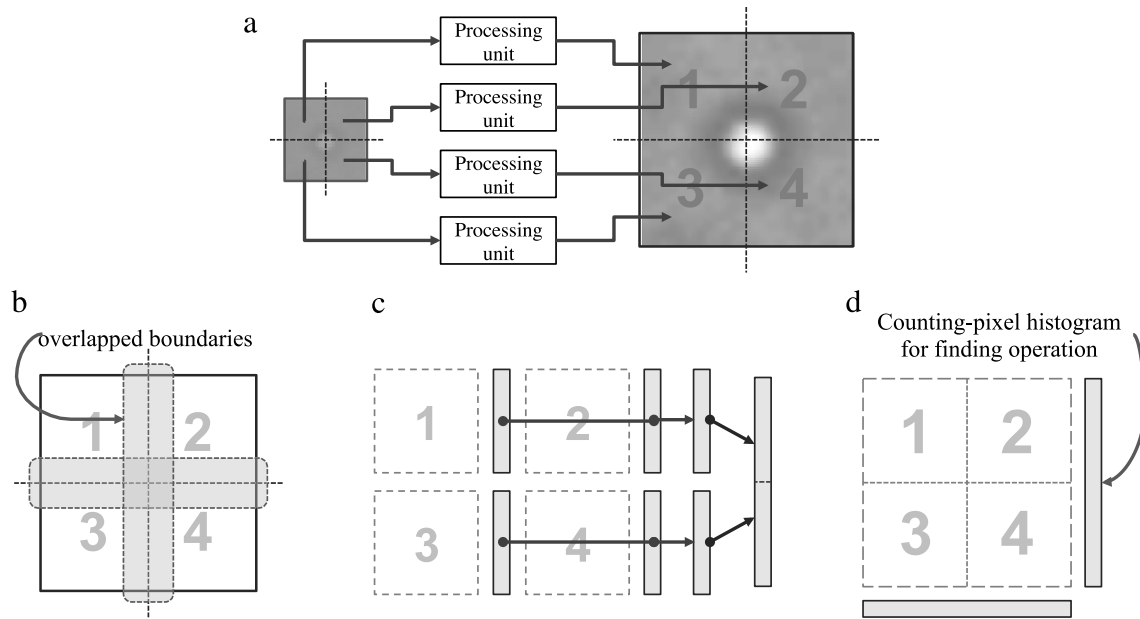 a
Processing
unit
Processing
unit
Processing
unit
Processing
unit
1
2
3
4
b
overlapped boundaries
1
2
3
4
c
1
2
3
4
d
Counting-pixel histogram
for finding operation
1
2
3
4